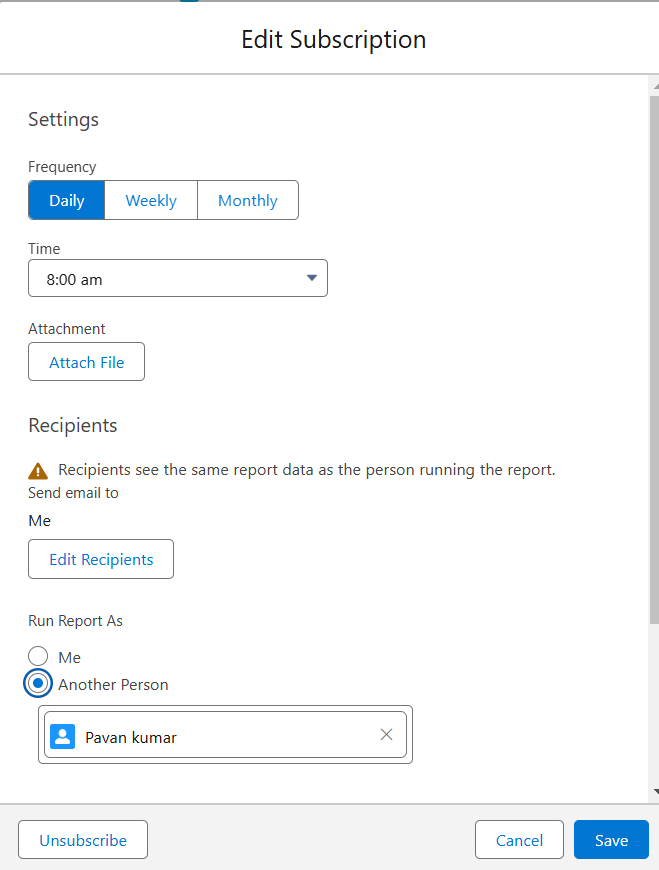 Edit Subscription
Settings
Frequency
Daily Weekly Monthly
Time
8:00 am
Attachment
Attach File
Recipients
Recipients see the same report data as the person running the report.
Send email to
Me
Edit Recipients
Run Report As
Me
Another Person
Pavan kumar
Unsubscribe Cancel Save